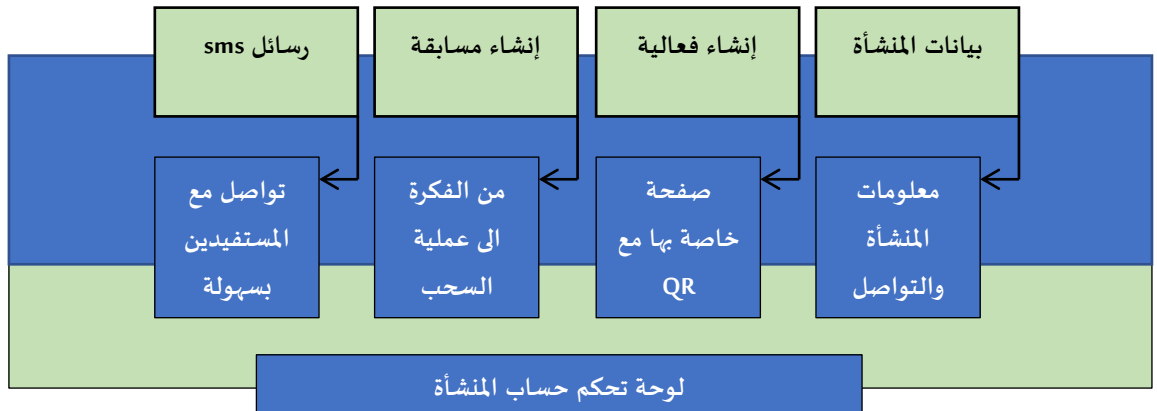 بيانات المنشأة
إنشاء فعالية
إنشاء مسابقة
رسائل sms
معلومات
المنشأة
والتواصل
صفحة
خاصة بها مع
QR
من الفكرة
الى عملية
السحب
تواصل مع
المستفيدين
بسهولة
لوحة تحكم حساب المنشأة